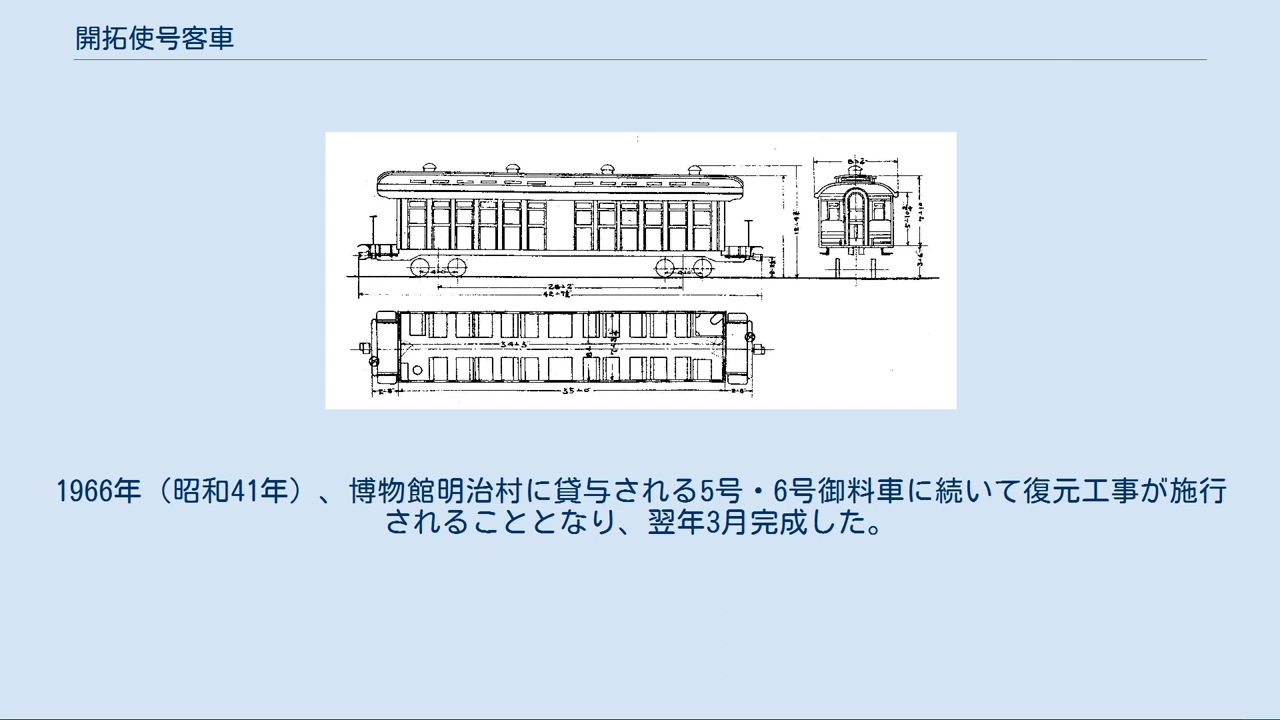 開拓使号客車
1966年（昭和41年）、博物館明治村に貸与される5号・6号御料車に続いて復元工事が施行
されることとなり、翌年3月完成した。